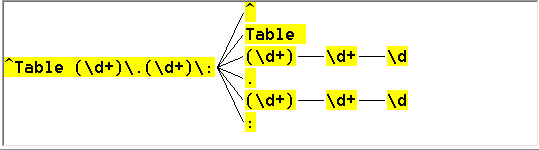 ^
Table
(\d+) \d+ \d
^Table (\d+)\.(\d+)\:
.
(\d+) \d+ \d
: